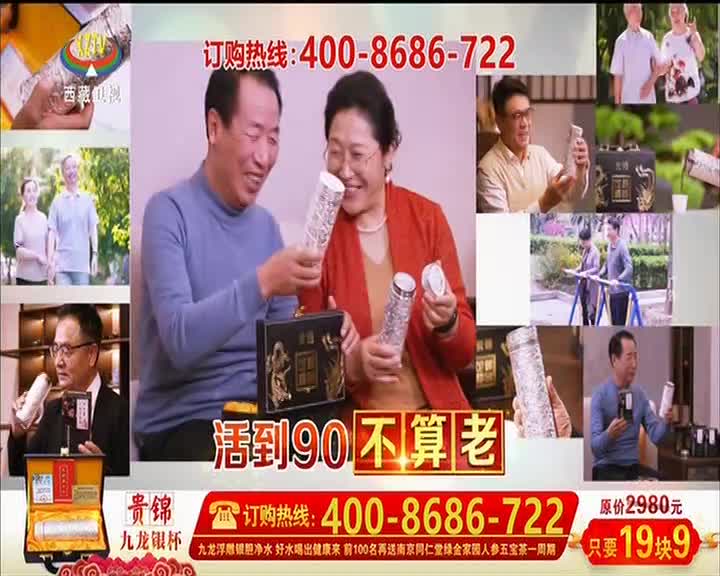 订购热线:400-8686-722
XZTV
西藏卫视
活到90不算老
贵锦
九龙银杯
订购热线:400-8686-722
九龙浮雕银胆净水 好水喝出健康来 前100名再送南京同仁堂绿金家园人参五宝茶一周期
原价2980元
只要19块9